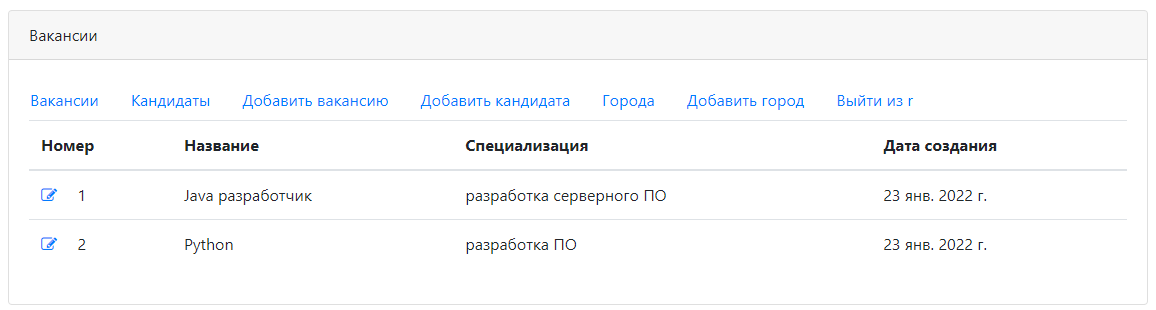 Вакансии
Вакансии Кандидаты Добавить вакансию Добавить кандидата Города Добавить город Выйти из r
Номер Название Специализация Дата создания
1 Java разработчик разработка серверного ПО 23 янв. 2022 г.
2 Python разработка ПО 23 янв. 2022 г.